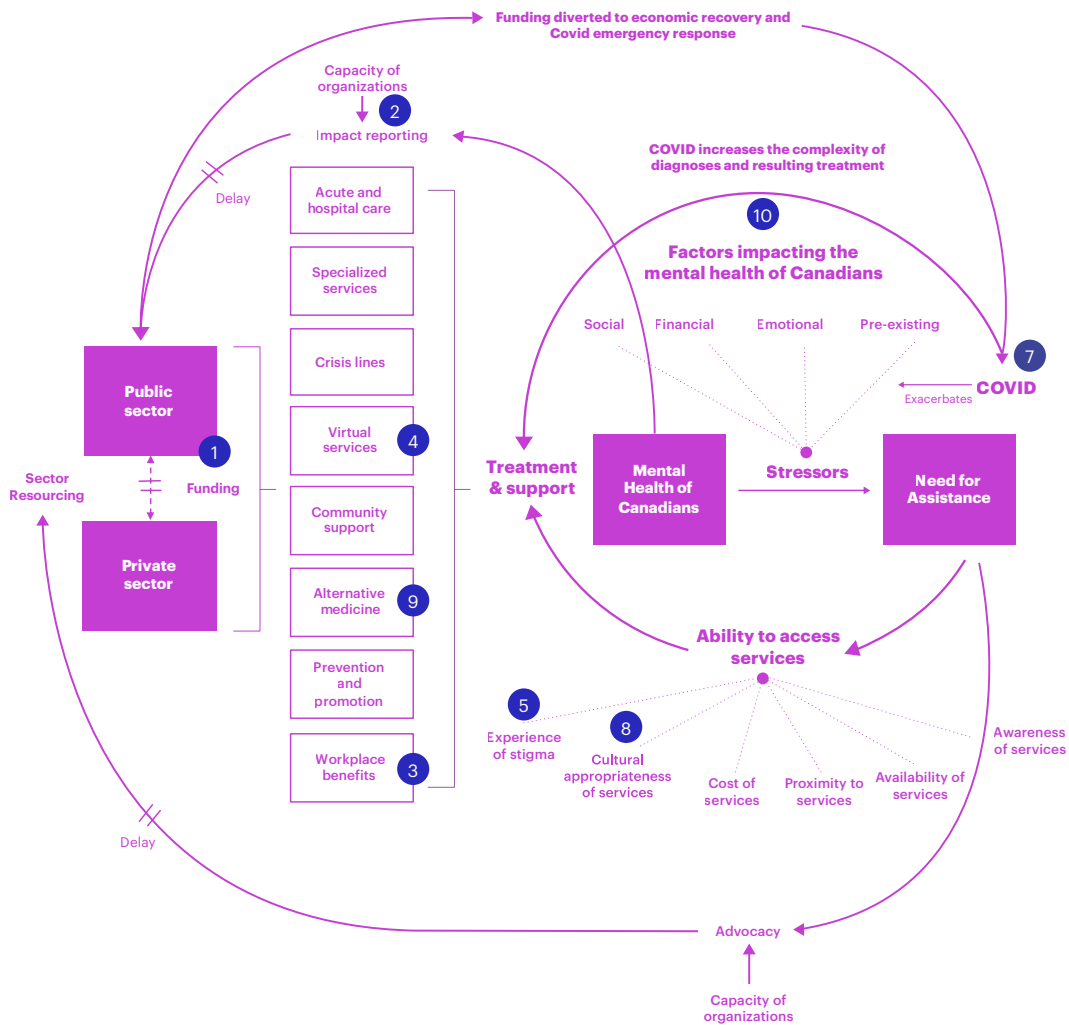 Funding diverted to economic recovery and
Covid emergency response
Capacity of
organizations
2
Impact reporting
Delay
COVID increases the complexity of
diagnoses and resulting treatment
10
Factors impacting the
mental health of Canadians
Social
Financial
Emotional
Pre-existing
7
COVID
Exacerbates
Acute and
hospital care
Specialized
services
Crisis lines
Virtual
services
4
Community
support
Alternative
medicine
9
Prevention
and
promotion
Workplace
benefits
3
Public
sector
1
Sector
Resourcing
Funding
Private
sector
Treatment
& support
Mental
Health of
Canadians
Stressors
Need for
Assistance
Ability to access
services
5
Experience
of stigma
8
Cultural
appropriateness
of services
Cost of
services
Proximity to
services
Availability of
services
Awareness
of services
Delay
Advocacy
Capacity of
organizations